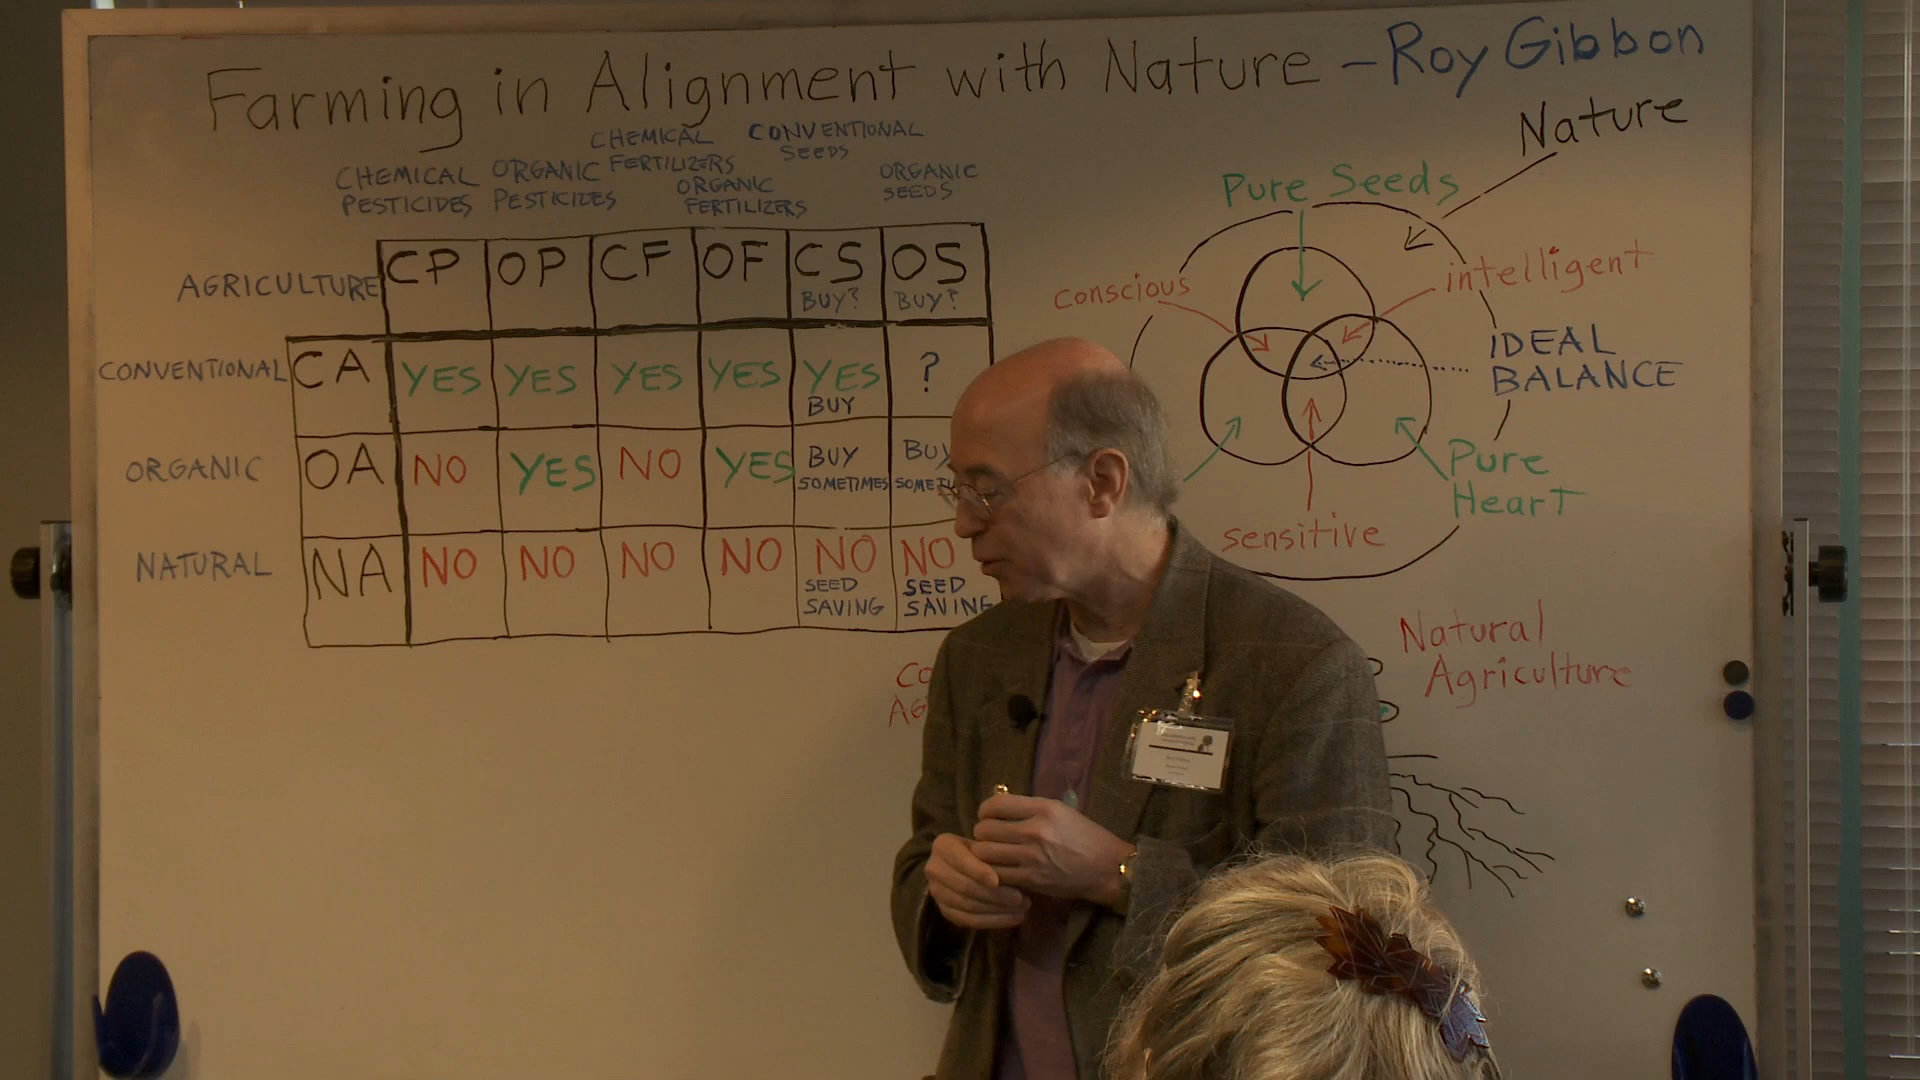 Farming in Alignment with Nature – Roy Gibbon
CHEMICAL PESTICIDES
ORGANIC PESTICIZES
CHEMICAL FERTILIZERS
ORGANIC FERTILIZERS
CONVENTIONAL SEEDS
ORGANIC SEEDS
AGRICULTURE CP OP CF OF CS OS
BUY? BUY?
CONVENTIONAL CA YES YES YES YES YES ?
BUY
ORGANIC OA NO YES NO YES BUY BUY
SOMETIMES
NATURAL NA NO NO NO NO NO NO
SEED SEED
SAVING SAVING
Nature
Pure Seeds
conscious
intelligent
IDEAL
BALANCE
Pure
Heart
sensitive
Natural
Agriculture